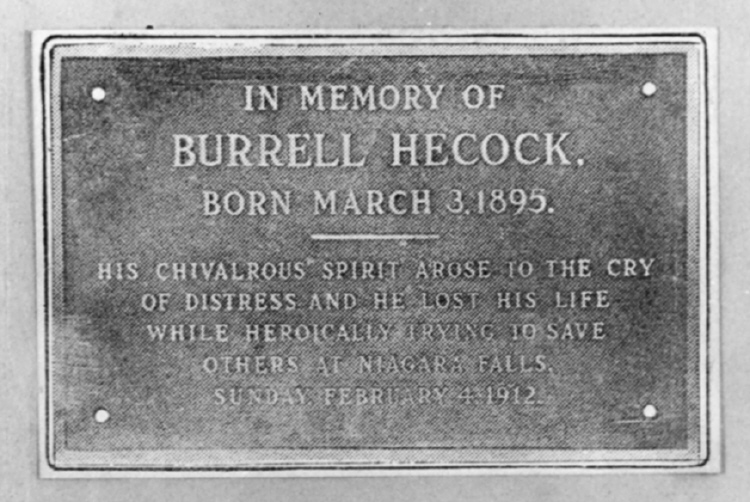 IN MEMORY OF
BURRELL HECOCK.
BORN MARCH 3, 1895.
HIS CHIVALROUS SPIRIT AROSE TO THE CRY
OF DISTRESS AND HE LOST HIS LIFE
WHILE HEROICALLY TRYING TO SAVE
OTHERS AT NIAGARA FALLS,
SUNDAY, FEBRUARY 4, 1912.